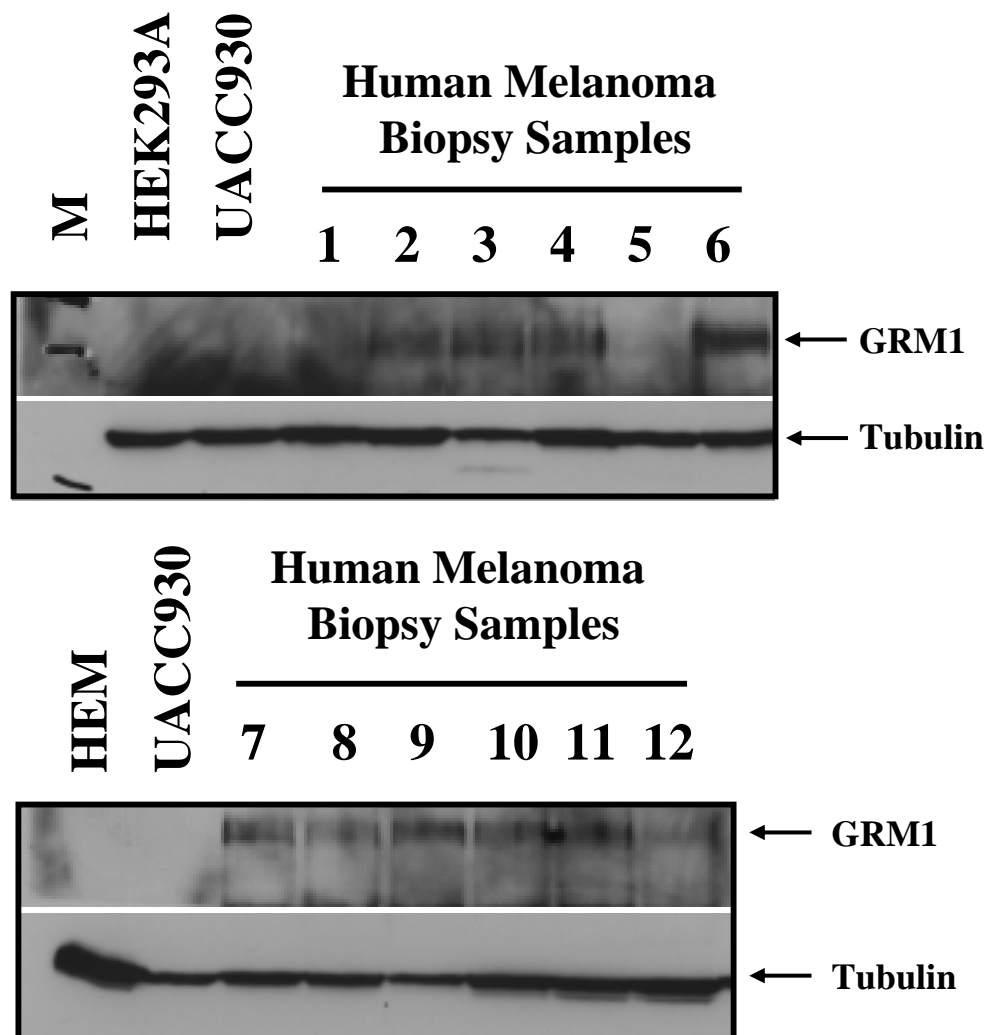 M
HEK293A
UACC930
Human Melanoma
Biopsy Samples
1 2 3 4 5 6
GRM1
Tubulin
HEM
UACC930
Human Melanoma
Biopsy Samples
7 8 9 10 11 12
GRM1
Tubulin